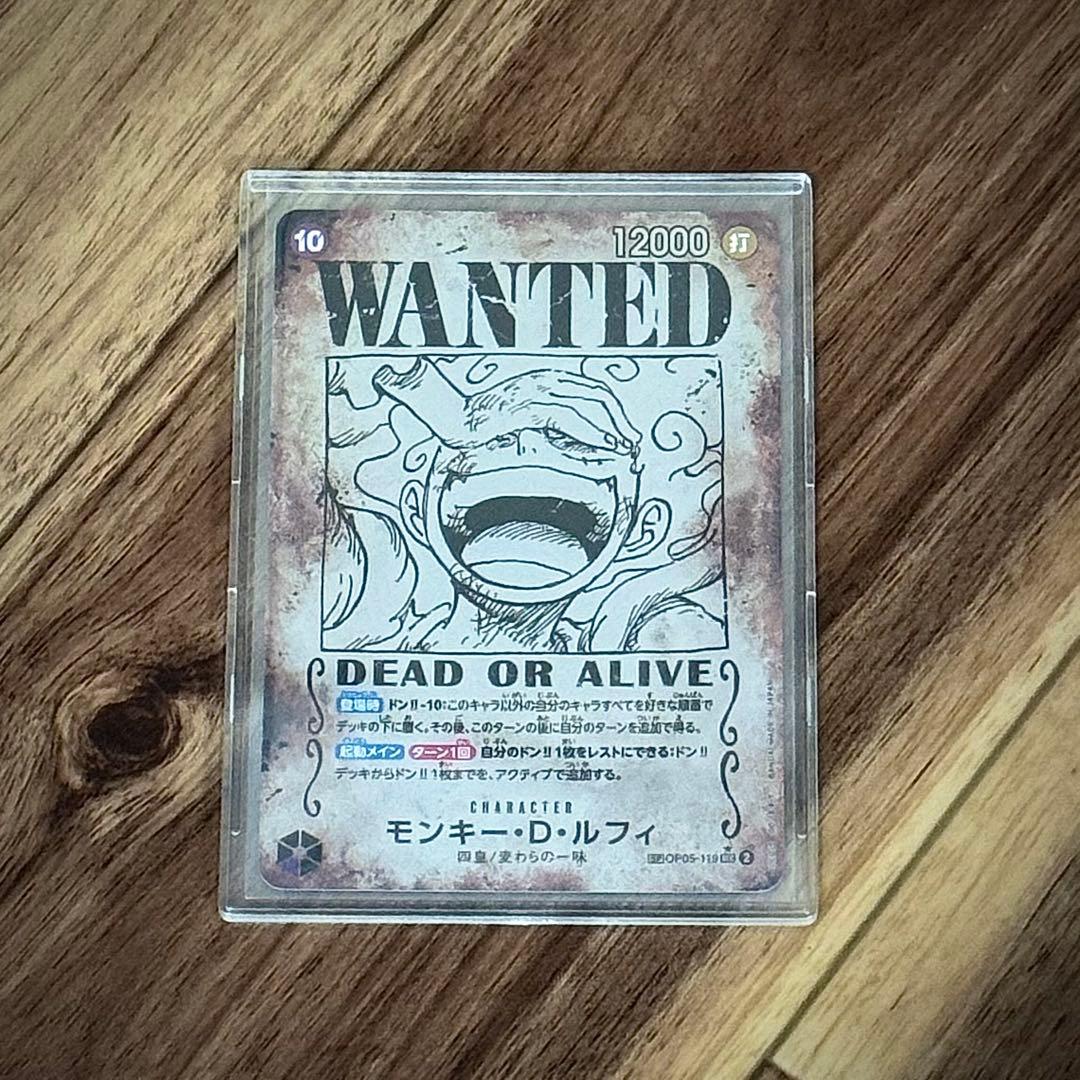 10
12000 打
WANTED
DEAD OR ALIVE
登場時 ドン!!-10:このキャラ以外の自分のキャラすべてを好きな順番で
デッキの下に置く。その後、このターンの後に自分のターンを追加で得る。
起動メイン ターン1回 自分のドン!!1枚をレストにできる:ドン!!
デッキからドン!!1枚までを、アクティブで追加する。
CHARACTER
モンキー・D・ルフィ
四皇/麦わらの一味
SP OP05-119 SEC 2